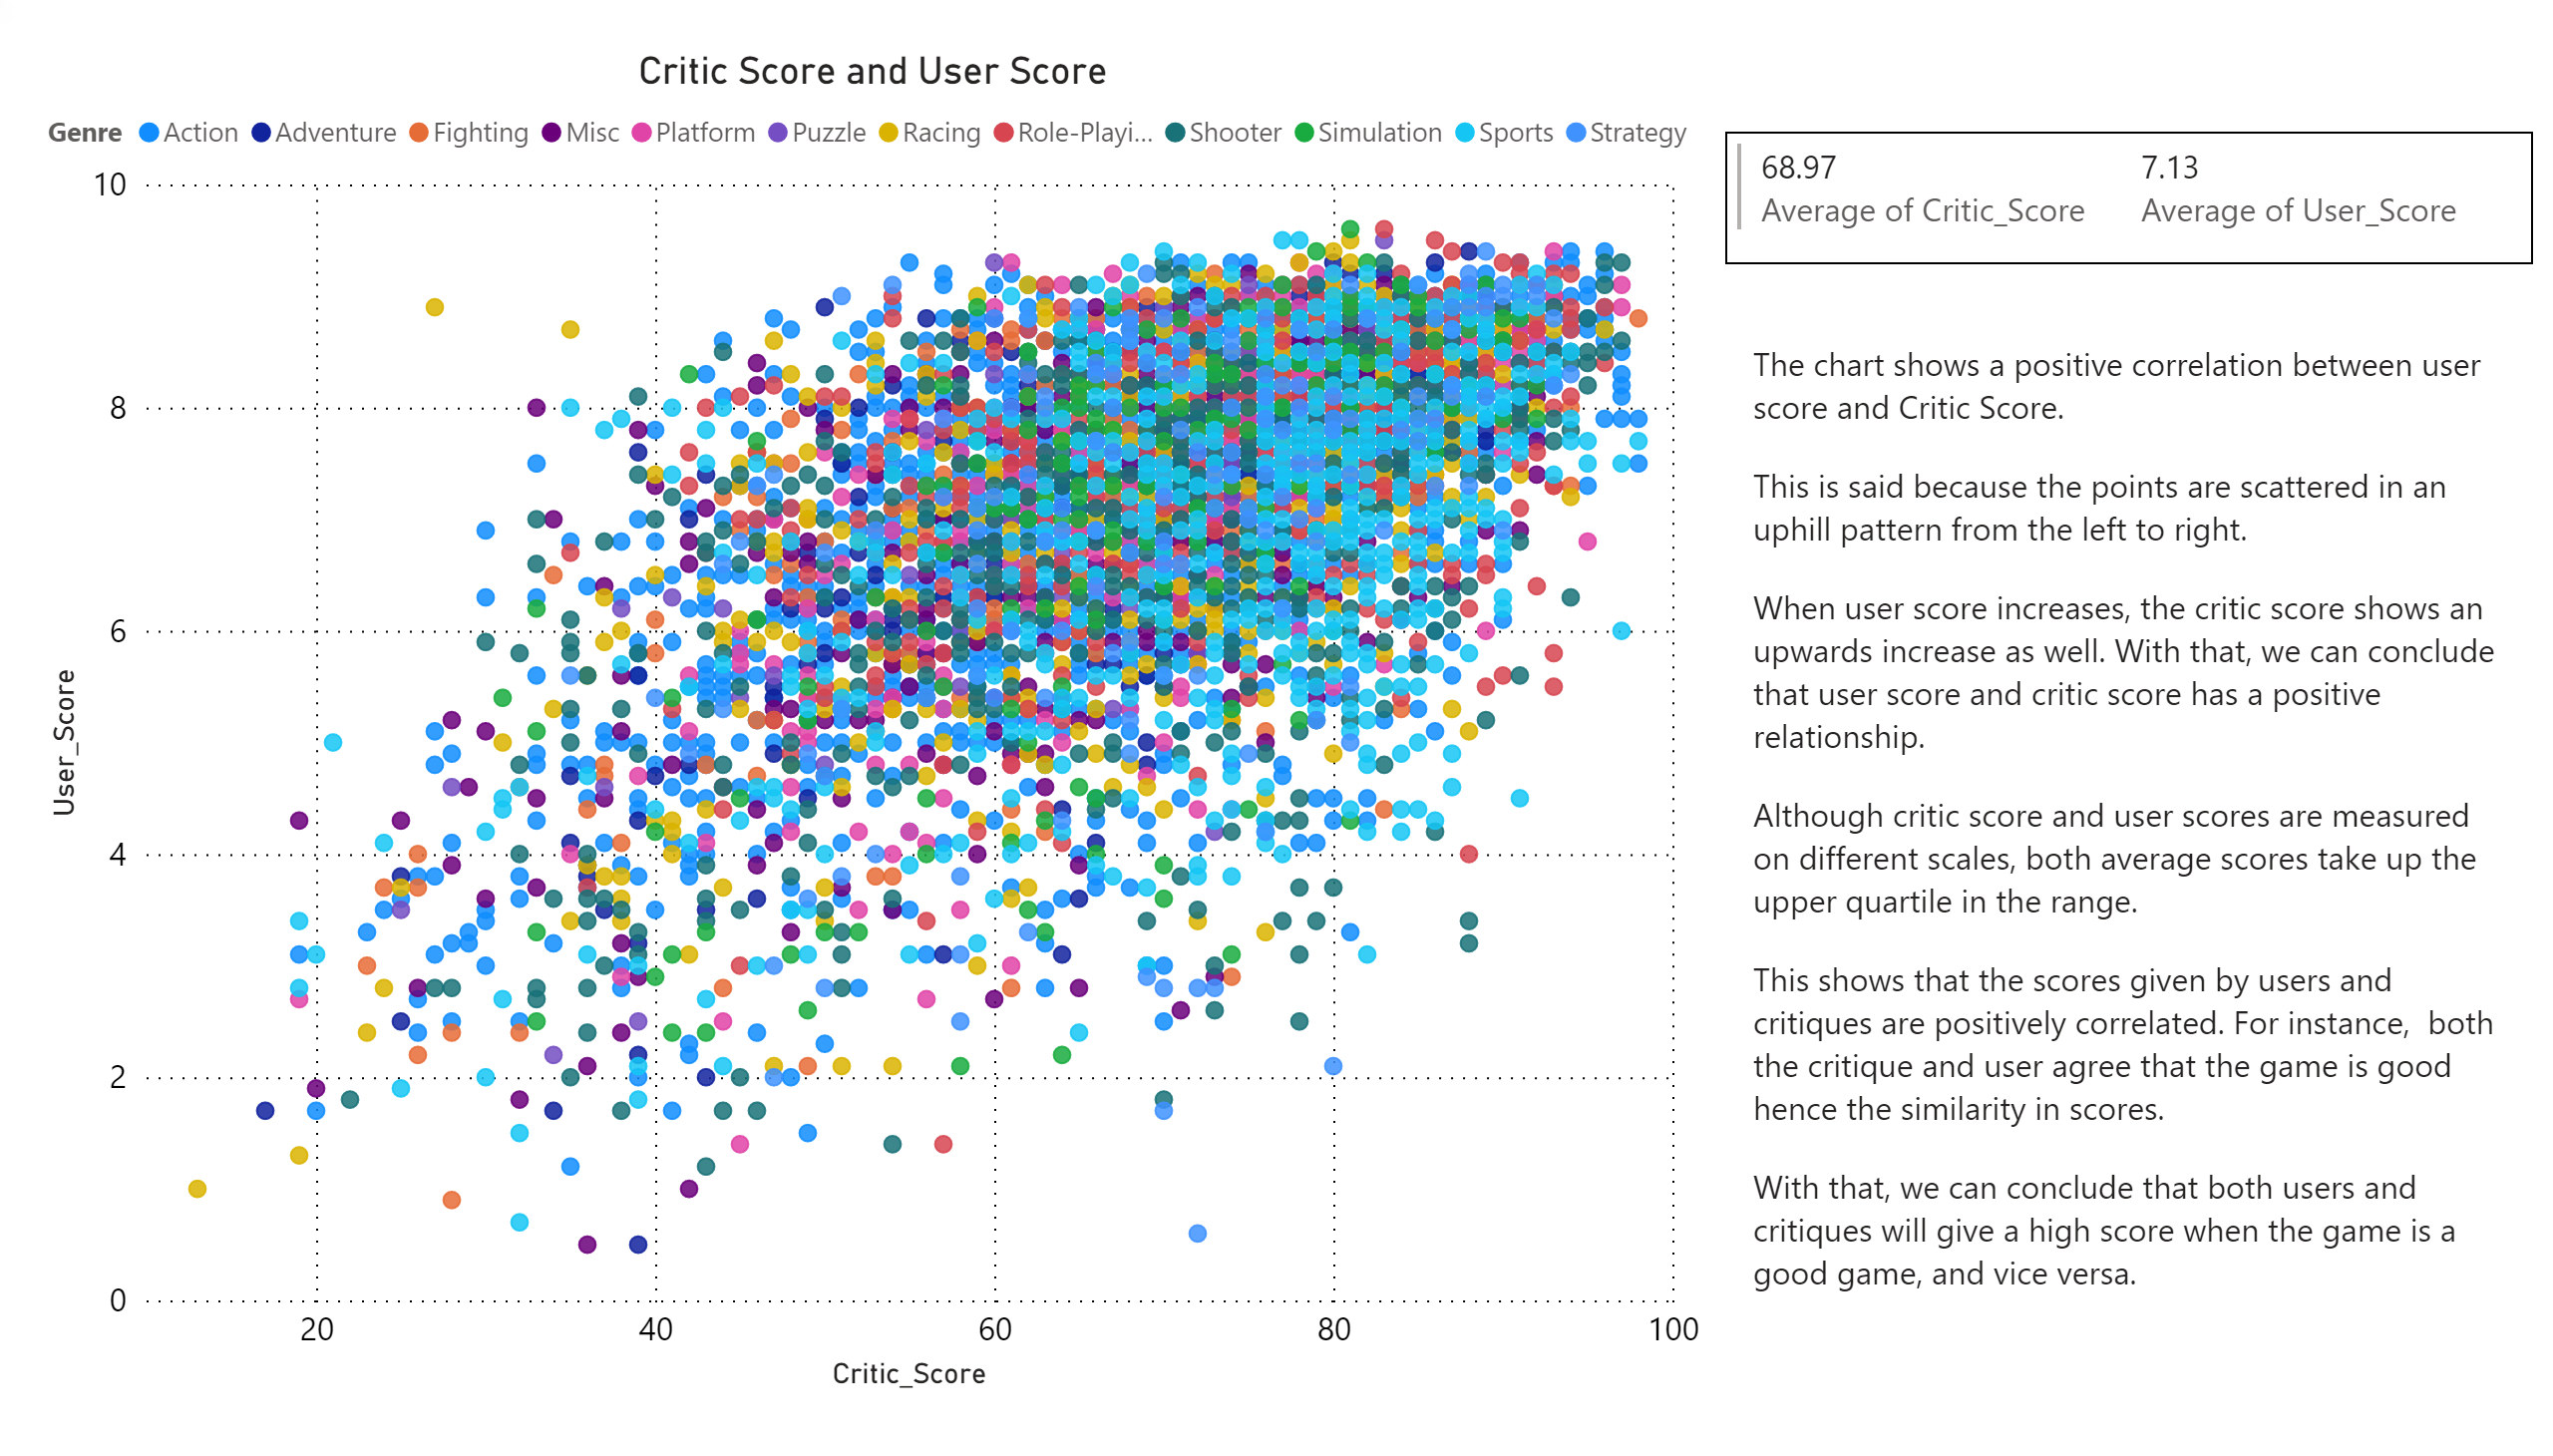 Critic Score and User Score
Genre Action Adventure Fighting Misc Platform Puzzle Racing Role-Playi... Shooter Simulation Sports Strategy
10
8
6
4
2
0
User_Score
20 40 60 80 100
Critic_Score
68.97 7.13
Average of Critic_Score Average of User_Score
The chart shows a positive correlation between user
score and Critic Score.
This is said because the points are scattered in an
uphill pattern from the left to right.
When user score increases, the critic score shows an
upwards increase as well. With that, we can conclude
that user score and critic score has a positive
relationship.
Although critic score and user scores are measured
on different scales, both average scores take up the
upper quartile in the range.
This shows that the scores given by users and
critiques are positively correlated. For instance,  both
the critique and user agree that the game is good
hence the similarity in scores.
With that, we can conclude that both users and
critiques will give a high score when the game is a
good game, and vice versa.